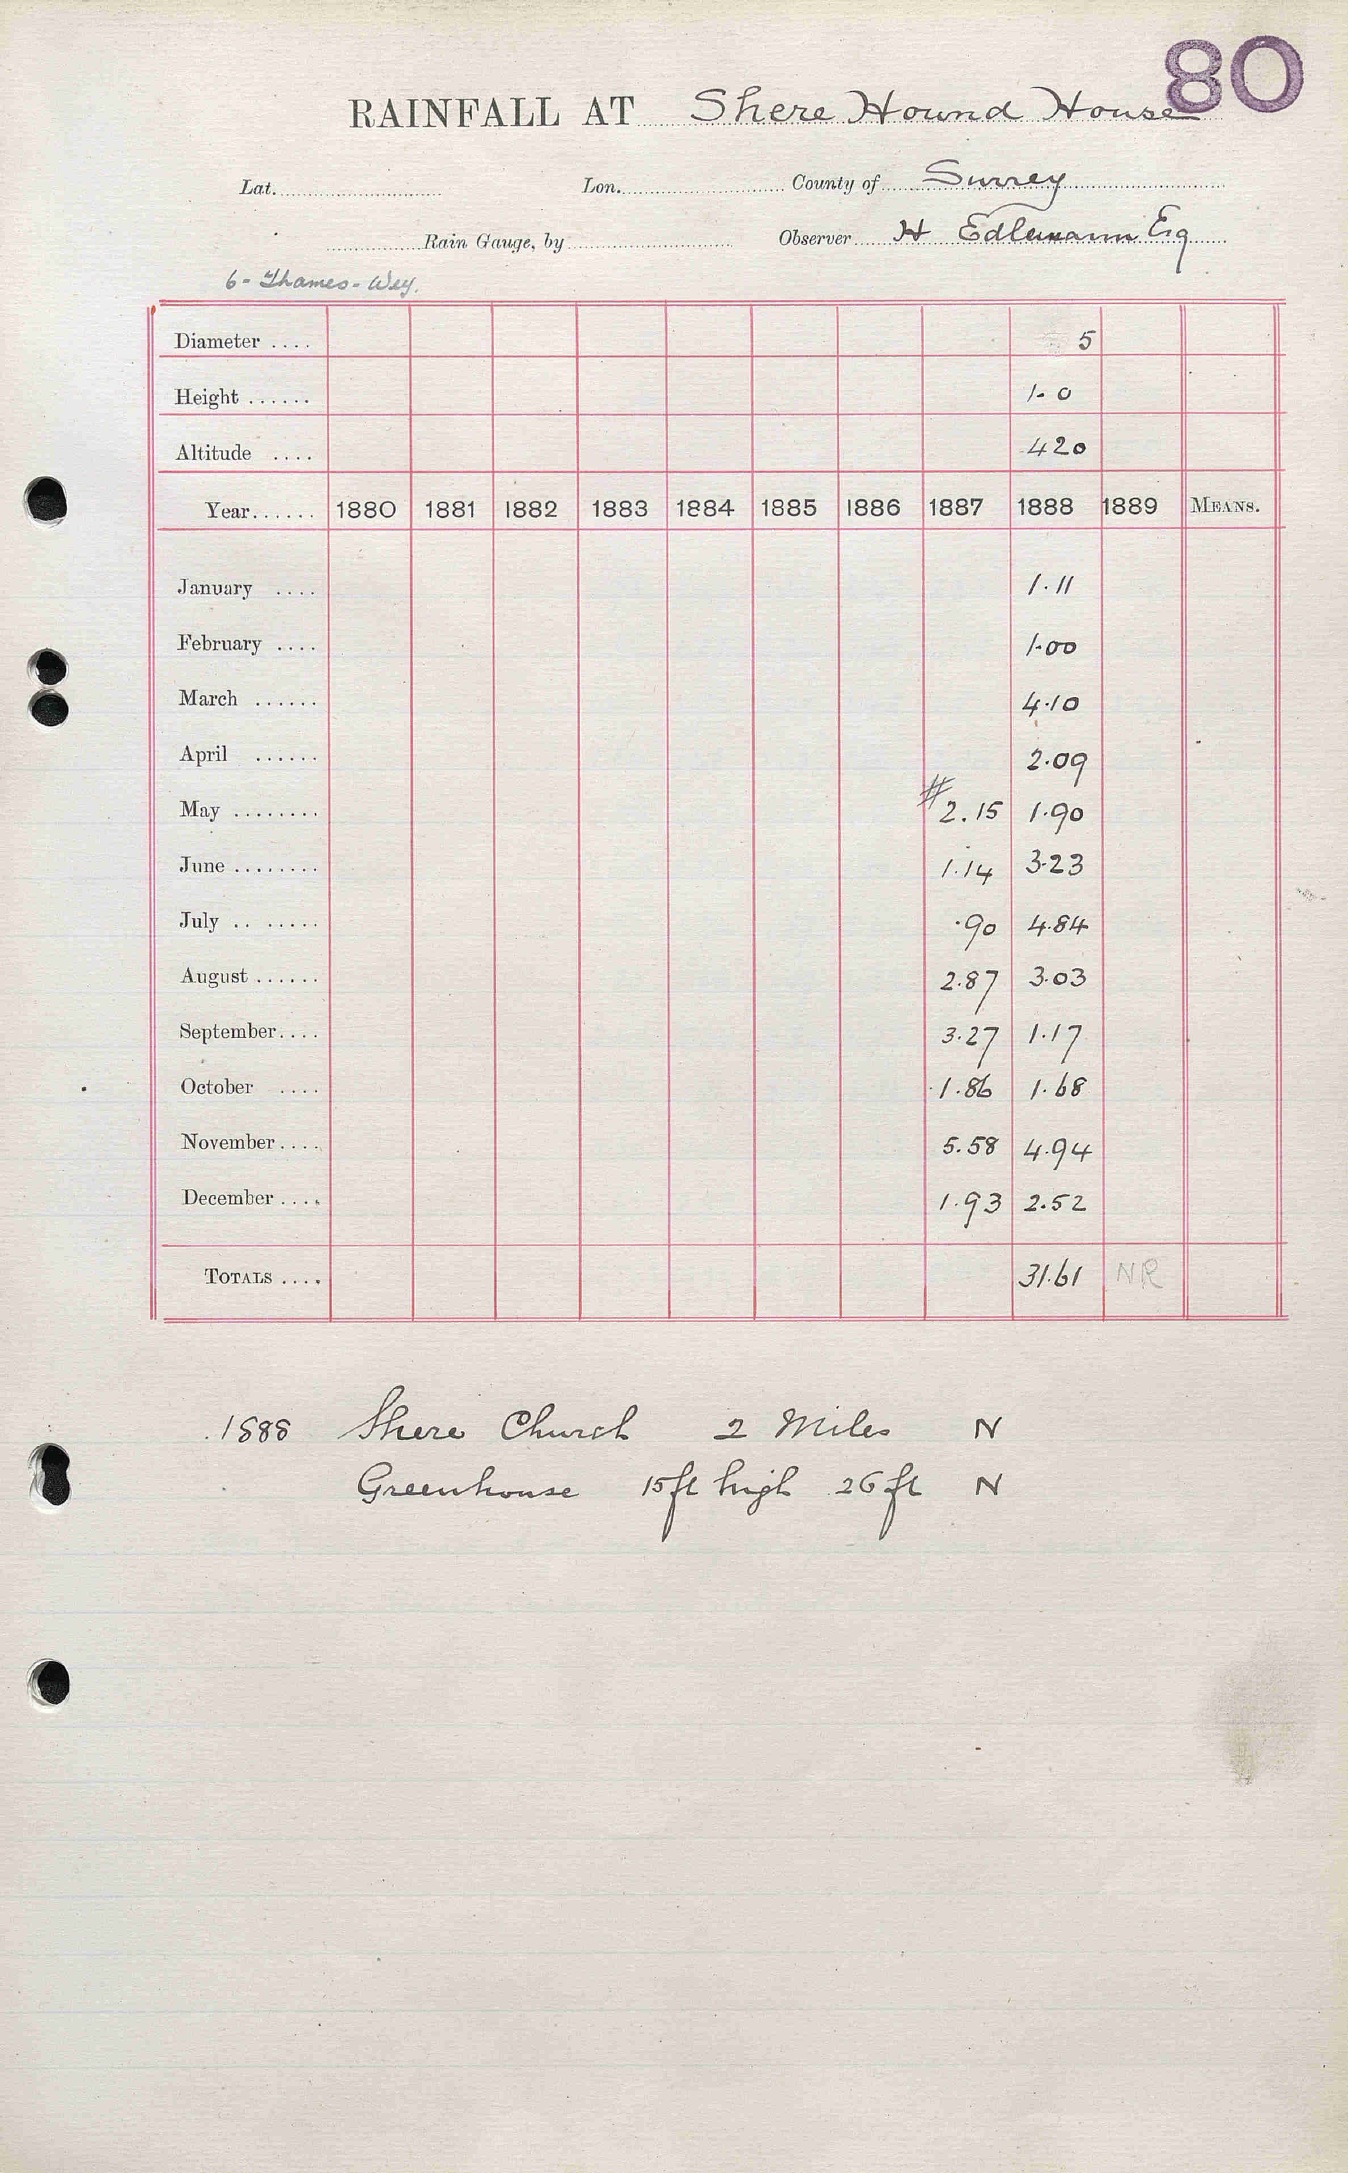 80
RAINFALL AT Shere Hound House
Lat. Lon. County of Surrey
Rain Gauge, by Observer H Edlmann Esq
6 - Thames - Wey.
Diameter .... 5
Height ...... 1-0
Altitude .... 420
Year...... 1880 1881 1882 1883 1884 1885 1886 1887 1888 1889 MEANS.
January .... 1.11
February .... 1.00
March ...... 4.10
April ...... 2.09
May ........ # 2.15 1.90
June ........ 1.14 3.23
July .. ..... .90 4.84
August ...... 2.87 3.03
September.... 3.27 1.17
October .... 1.86 1.68
November.... 5.58 4.94
December .... 1.93 2.52
TOTALS .... 31.61 NR
1888 Shere Church 2 Miles N
Greenhouse 15ft high 26ft N